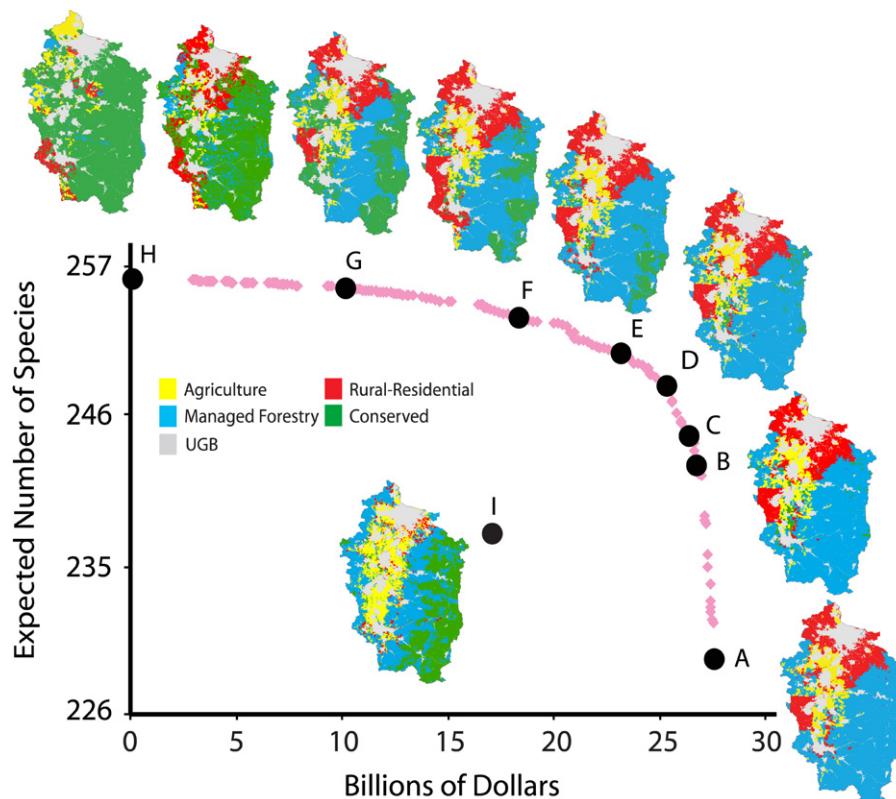 H
257
G
F
E
D
Agriculture
Rural-Residential
Managed Forestry
Conserved
UGB
246
C
B
I
235
A
226
0
5
10
15
20
25
30
Expected Number of Species
Billions of Dollars